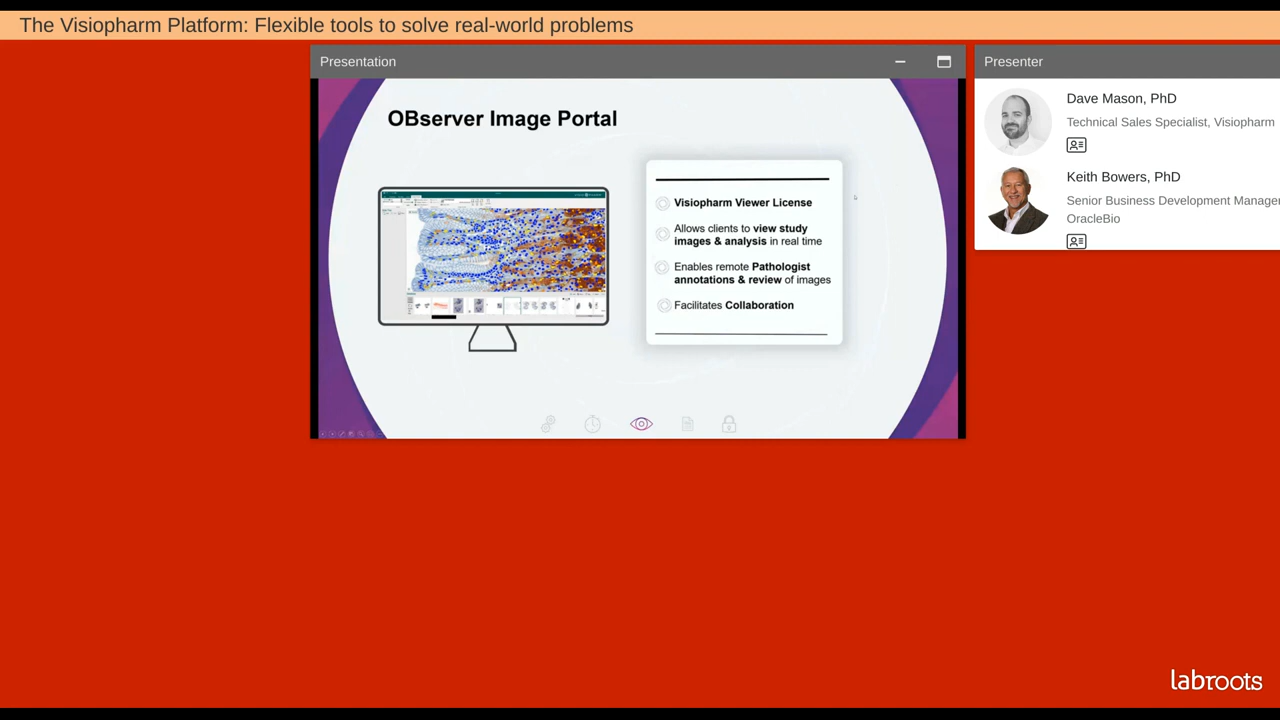 The Visiopharm Platform: Flexible tools to solve real-world problems
Presentation
Presenter
OBserver Image Portal
Visiopharm Viewer License
Allows clients to view study
images & analysis in real time
Enables remote Pathologist
annotations & review of images
Facilitates Collaboration
Dave Mason, PhD
Technical Sales Specialist, Visiopharm
Keith Bowers, PhD
Senior Business Development Manager
OracleBio
labroots